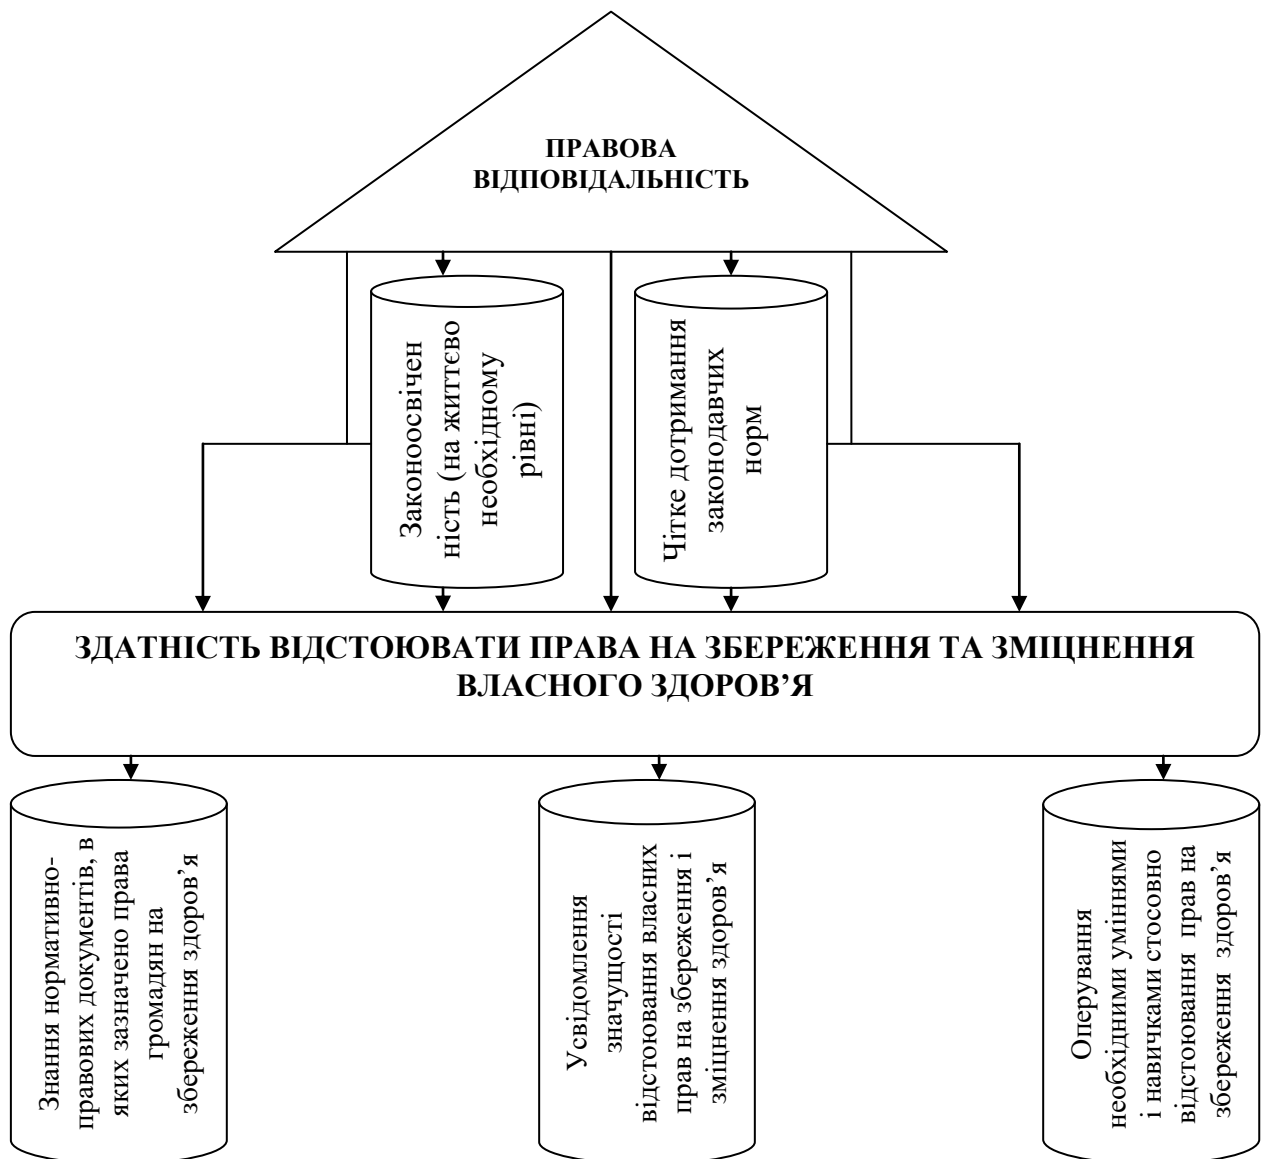 ПРАВОВА
ВІДПОВІДАЛЬНІСТЬ
Законоосвічен
ність (на життєво
необхідному
рівні)
Чітке дотримання
законодавчих
норм
ЗДАТНІСТЬ ВІДСТОЮВАТИ ПРАВА НА ЗБЕРЕЖЕННЯ ТА ЗМІЦНЕННЯ
ВЛАСНОГО ЗДОРОВ’Я
Знання нормативно-
правових документів, в
яких зазначено права
громадян на
збереження здоров’я
Усвідомлення
значущості
відстоювання власних
прав на збереження і
зміцнення здоров’я
Оперування
необхідними уміннями
і навичками стосовно
відстоювання прав на
збереження здоров’я